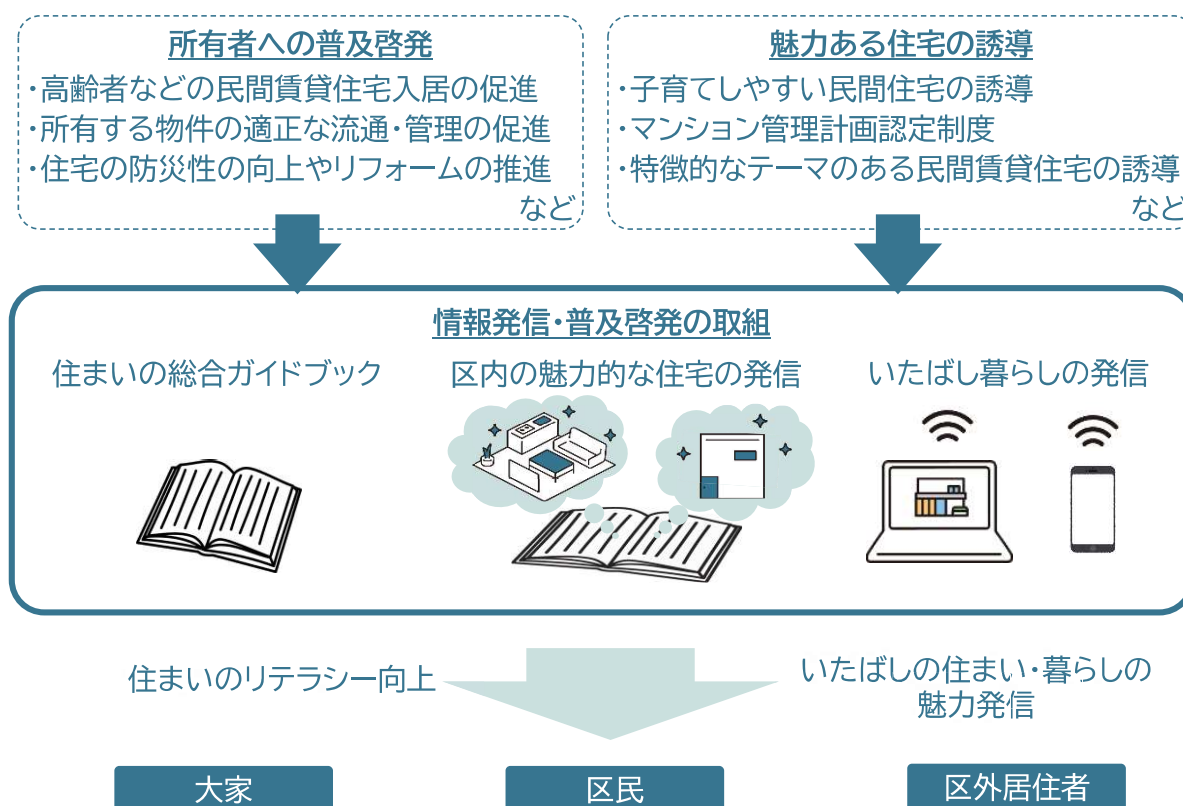 所有者への普及啓発
・高齢者などの民間賃貸住宅入居の促進
・所有する物件の適正な流通・管理の促進
・住宅の防災性の向上やリフォームの推進
など
魅力ある住宅の誘導
・子育てしやすい民間住宅の誘導
・マンション管理計画認定制度
・特徴的なテーマのある民間賃貸住宅の誘導
など
情報発信・普及啓発の取組
住まいの総合ガイドブック
区内の魅力的な住宅の発信
いたばし暮らしの発信
住まいのリテラシー向上
いたばしの住まい・暮らしの
魅力発信
大家
区民
区外居住者